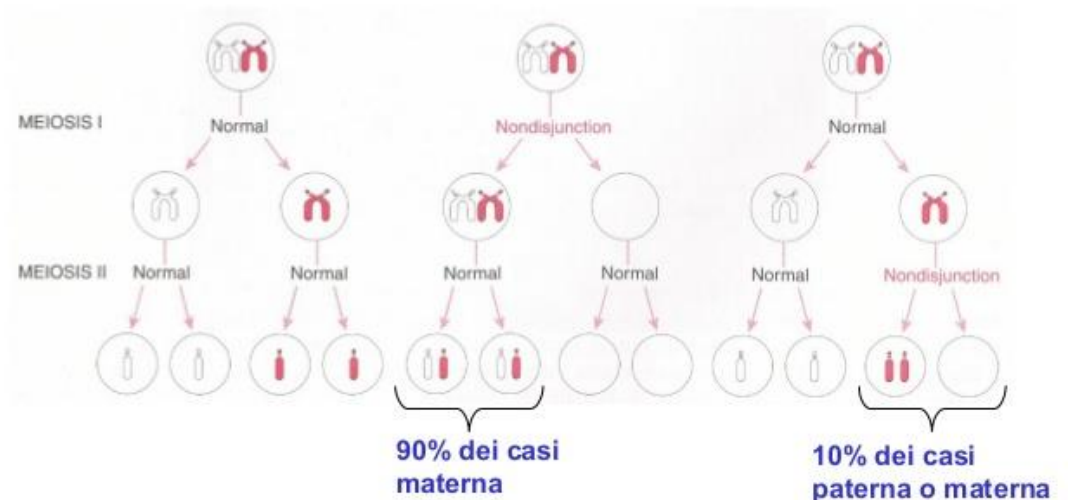 MEIOSIS I
Normal
Nondisjunction
Normal
MEIOSIS II
Normal
Normal
Normal
Normal
Normal
Nondisjunction
90% dei casi
materna
10% dei casi
paterna o materna